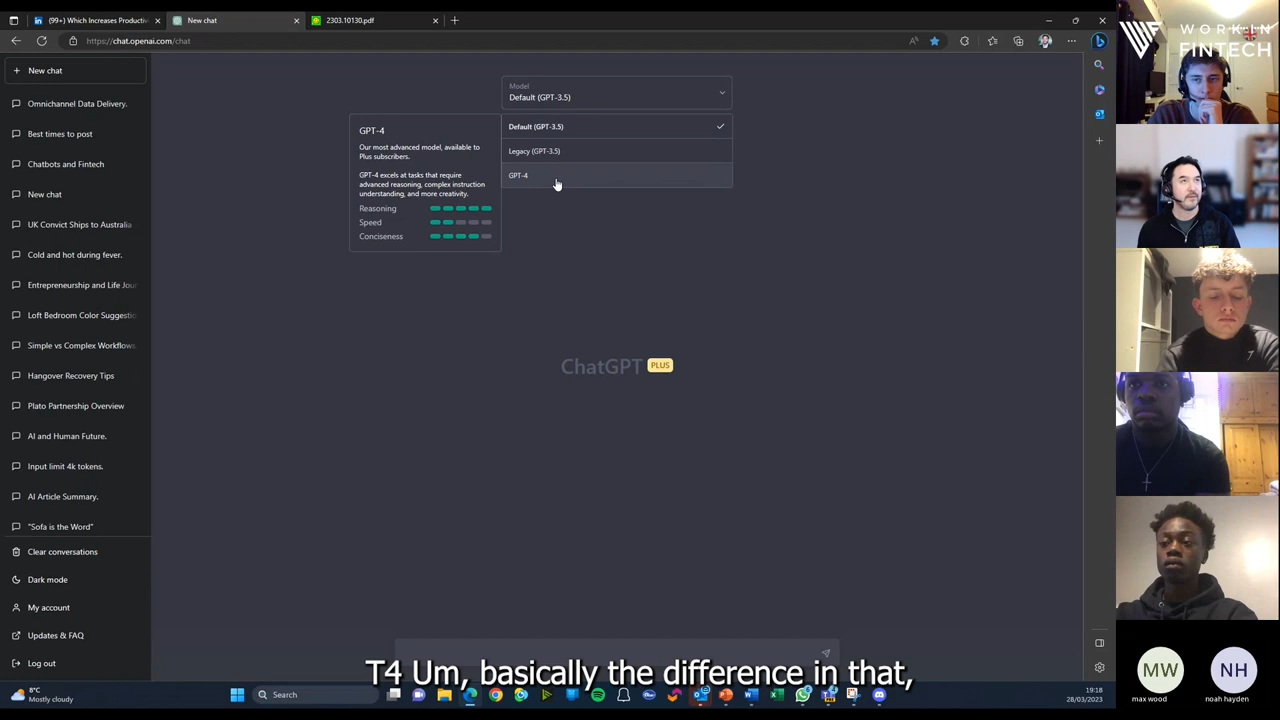 (99+) Which Increases Productivi
New chat
2303.10130.pdf
https://chat.openai.com/chat
WORK IN
FINTECH
New chat
Omnichannel Data Delivery.
Best times to post
Chatbots and Fintech
New chat
UK Convict Ships to Australia
Cold and hot during fever.
Entrepreneurship and Life Jour
Loft Bedroom Color Suggestio
Simple vs Complex Workflows.
Hangover Recovery Tips
Plato Partnership Overview
AI and Human Future.
Input limit 4k tokens.
AI Article Summary.
"Sofa is the Word"
Clear conversations
Dark mode
My account
Updates & FAQ
Log out
Model
Default (GPT-3.5)
Default (GPT-3.5)
Legacy (GPT-3.5)
GPT-4
GPT-4
Our most advanced model, available to
Plus subscribers.
GPT-4 excels at tasks that require
advanced reasoning, complex instruction
understanding, and more creativity.
Reasoning
Speed
Conciseness
ChatGPT PLUS
T4 Um, basically the difference in that,
MW
max wood
NH
noah hayden
8°C
Mostly cloudy
Search
19:18
28/03/2023